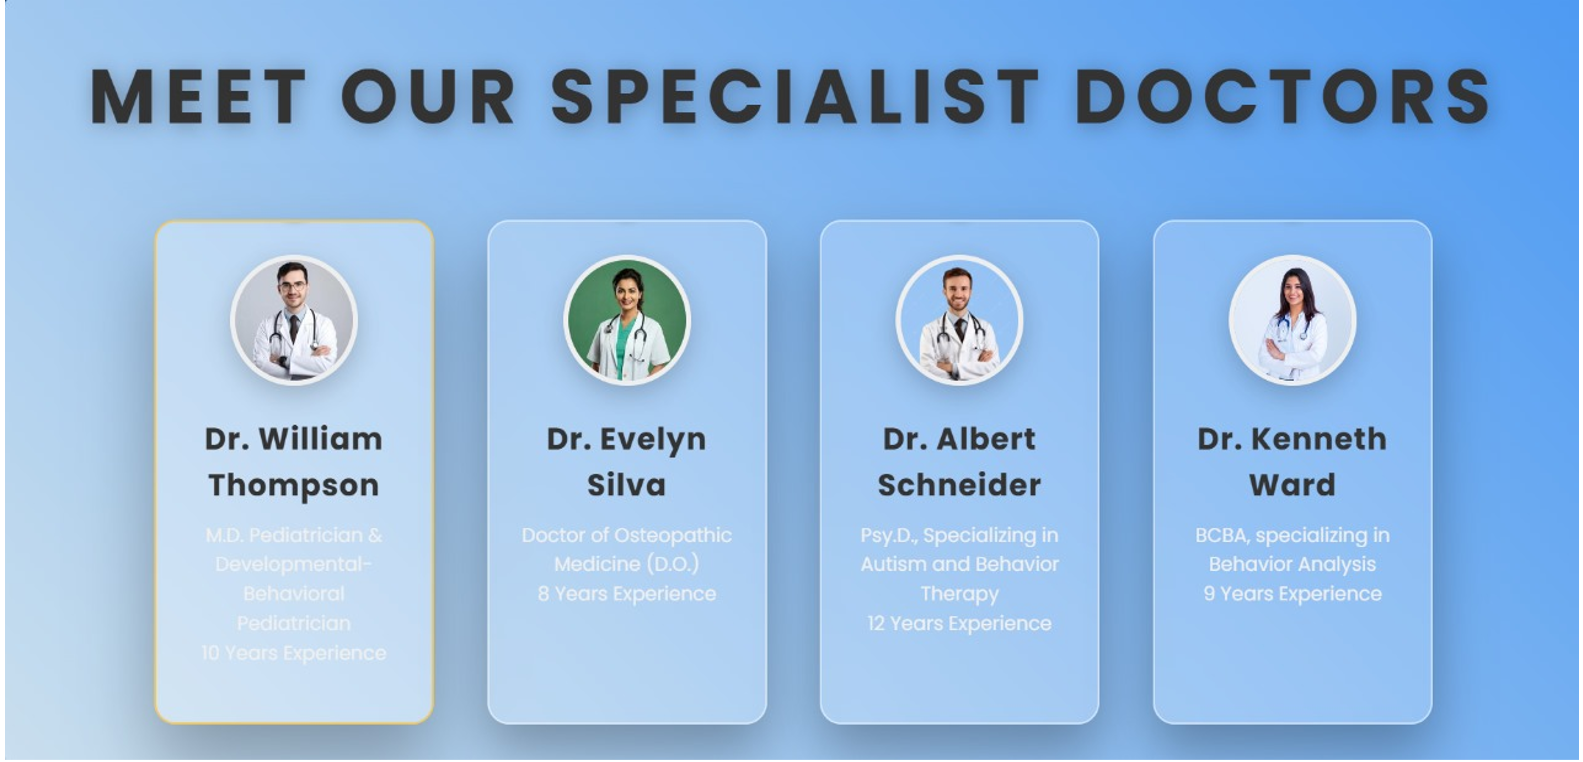 MEET OUR SPECIALIST DOCTORS
Dr. William
Thompson
M.D. Pediatrician &
Developmental-
Behavioral
Pediatrician
10 Years Experience
Dr. Evelyn
Silva
Doctor of Osteopathic
Medicine (D.O.)
8 Years Experience
Dr. Albert
Schneider
Psy.D., Specializing in
Autism and Behavior
Therapy
12 Years Experience
Dr. Kenneth
Ward
BCBA, specializing in
Behavior Analysis
9 Years Experience